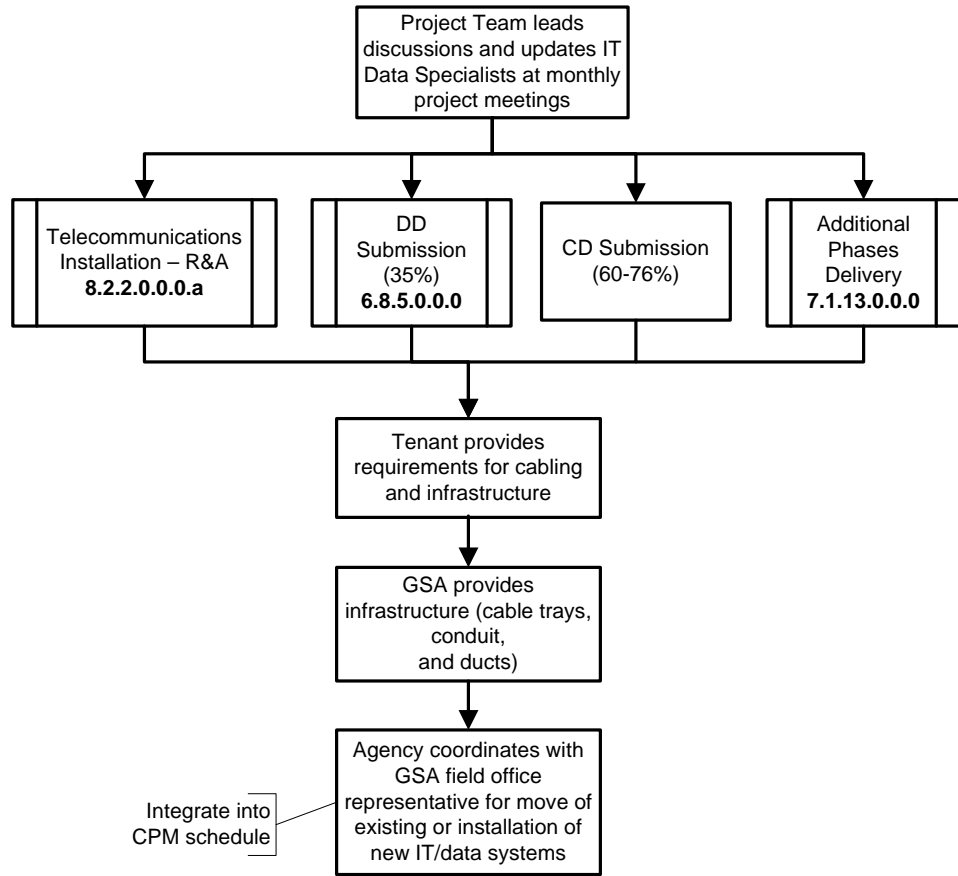 Project Team leads
discussions and updates IT
Data Specialists at monthly
project meetings
Telecommunications
Installation – R&A
8.2.2.0.0.0.a
DD
Submission
(35%)
6.8.5.0.0.0
CD Submission
(60-76%)
Additional
Phases
Delivery
7.1.13.0.0.0
Tenant provides
requirements for cabling
and infrastructure
GSA provides
infrastructure (cable trays,
conduit,
and ducts)
Agency coordinates with
GSA field office
representative for move of
existing or installation of
new IT/data systems
Integrate into
CPM schedule